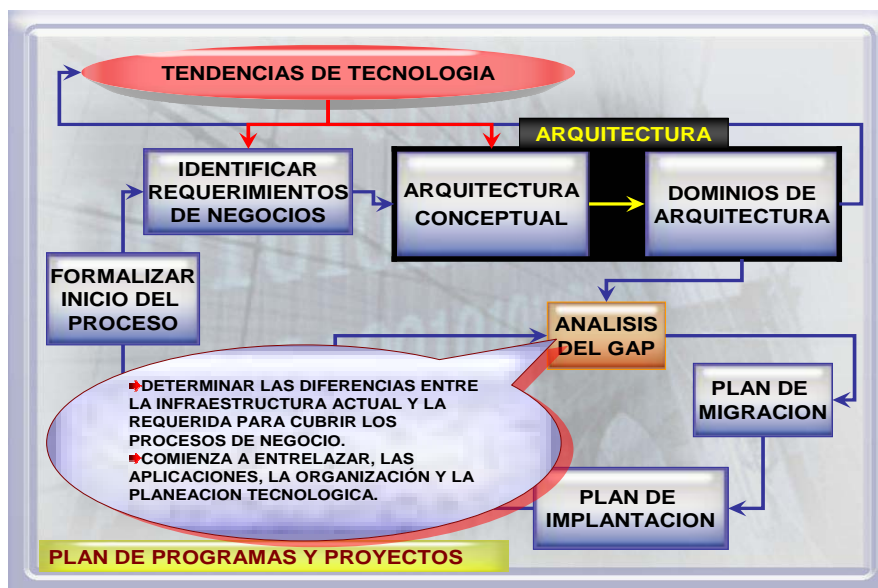 TENDENCIAS DE TECNOLOGIA
ARQUITECTURA
IDENTIFICAR
REQUERIMIENTOS
DE NEGOCIOS
ARQUITECTURA
CONCEPTUAL
DOMINIOS DE
ARQUITECTURA
FORMALIZAR
INICIO DEL
PROCESO
ANALISIS
DEL GAP
PLAN DE
MIGRACION
DETERMINAR LAS DIFERENCIAS ENTRE
LA INFRAESTRUCTURA ACTUAL Y LA
REQUERIDA PARA CUBRIR LOS
PROCESOS DE NEGOCIO.
COMIENZA A ENTRELAZAR, LAS
APLICACIONES, LA ORGANIZACIÓN Y LA
PLANEACION TECNOLOGICA.
PLAN DE
IMPLANTACION
PLAN DE PROGRAMAS Y PROYECTOS